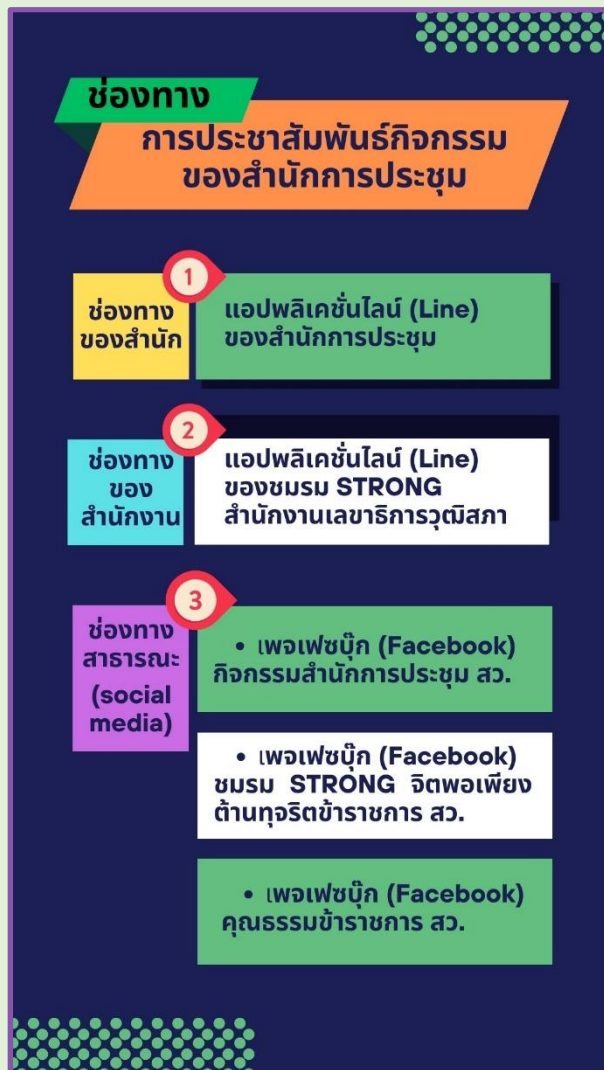 ช่องทาง
การประชาสัมพันธ์กิจกรรม
ของสำนักการประชุม
1
ช่องทาง
ของสำนัก
แอปพลิเคชั่นไลน์ (Line)
ของสำนักการประชุม
2
ช่องทาง
ของ
สำนักงาน
แอปพลิเคชั่นไลน์ (Line)
ของชมรม STRONG
สำนักงานเลขาธิการวุฒิสภา
3
ช่องทาง
สาธารณะ
(social
media)
• เพจเฟซบุ๊ก (Facebook)
กิจกรรมสำนักการประชุม สว.
• เพจเฟซบุ๊ก (Facebook)
ชมรม STRONG จิตพอเพียง
ต้านทุจริตข้าราชการ สว.
• เพจเฟซบุ๊ก (Facebook)
คุณธรรมข้าราชการ สว.